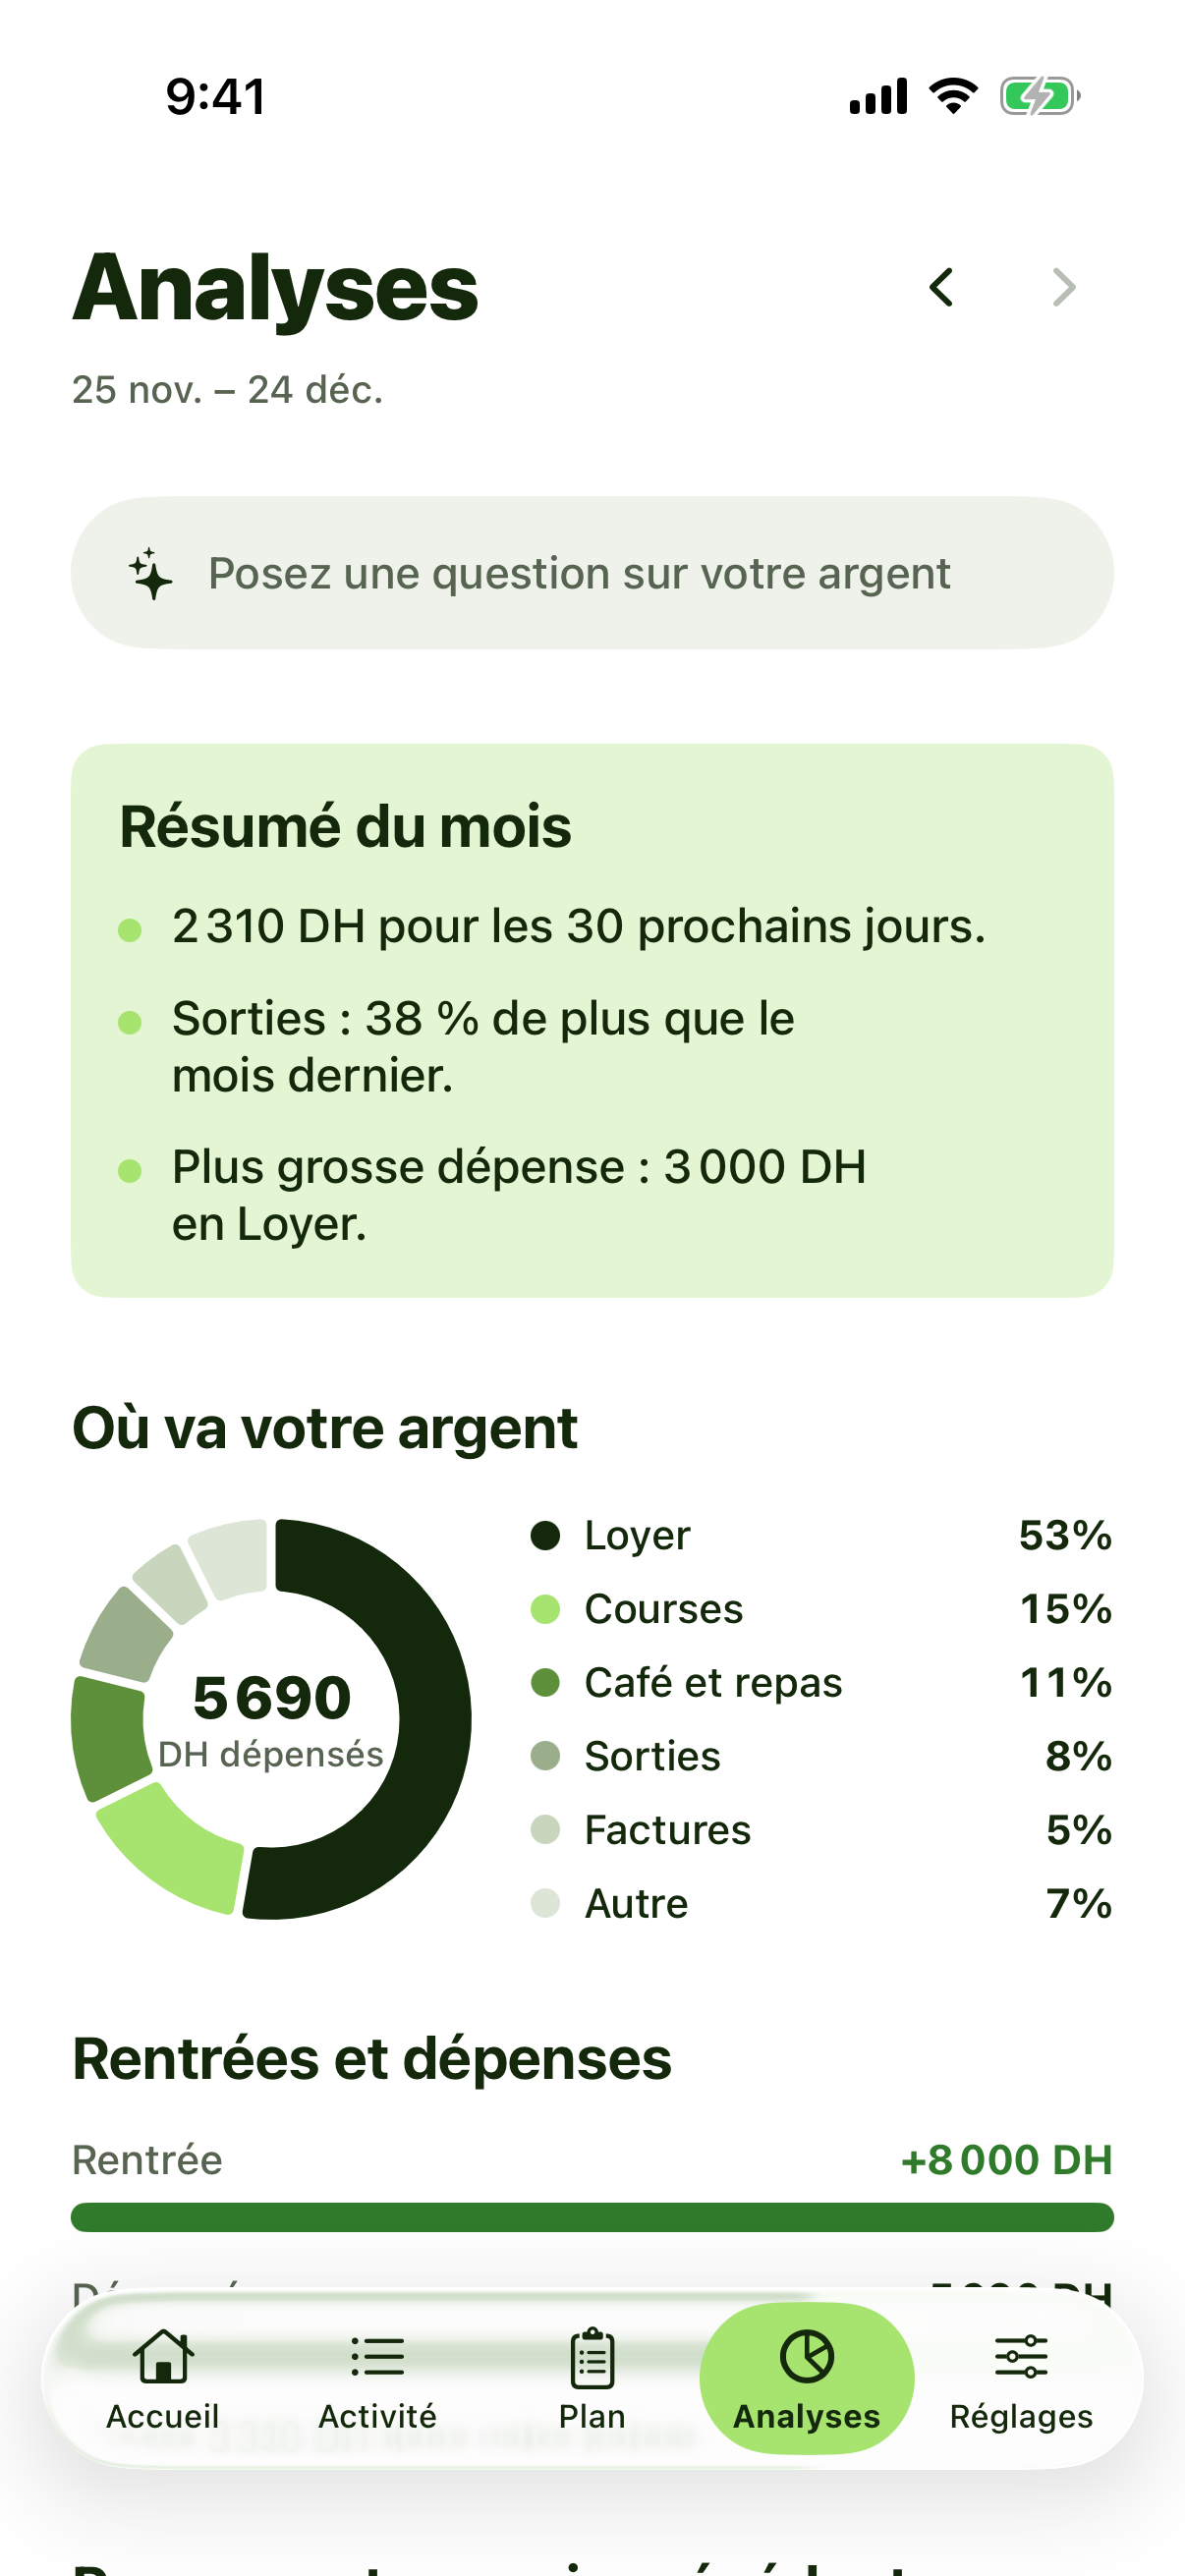 9:41
Analyses
25 nov. – 24 déc.
Posez une question sur votre argent
Résumé du mois
2 310 DH pour les 30 prochains jours.
Sorties : 38 % de plus que le
mois dernier.
Plus grosse dépense : 3 000 DH
en Loyer.
Où va votre argent
5 690
DH dépensés
Loyer 53%
Courses 15%
Café et repas 11%
Sorties 8%
Factures 5%
Autre 7%
Rentrées et dépenses
Rentrée +8 000 DH
DH
Accueil Activité Plan Analyses Réglages